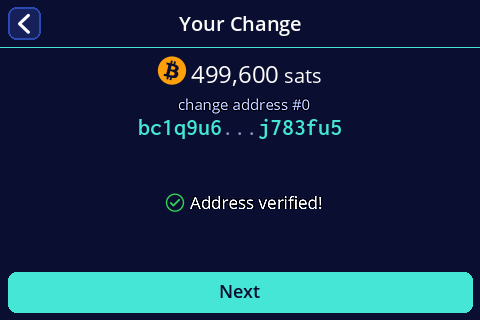 Your Change
499,600 sats
change address #0
bc1q9u6...j783fu5
Address verified!
Next